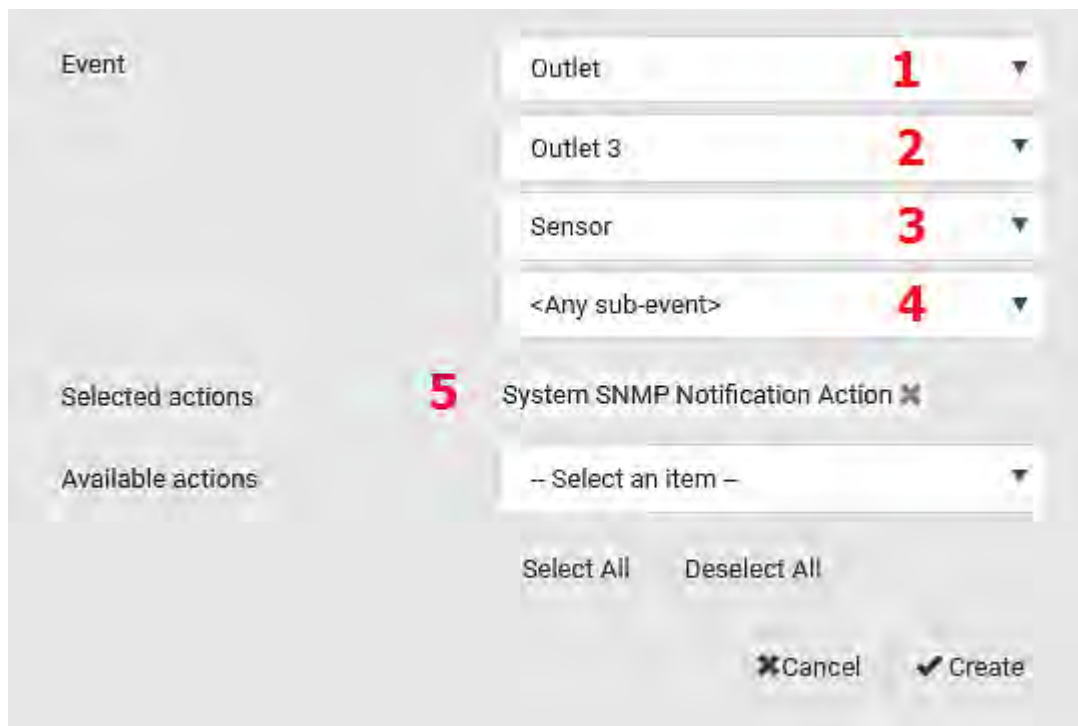 Event Outlet 1 ▼
Outlet 3 2 ▼
Sensor 3 ▼
<Any sub-event> 4 ▼
Selected actions 5 System SNMP Notification Action ✖
Available actions -- Select an item -- ▼
Select All Deselect All
✖Cancel ✔ Create